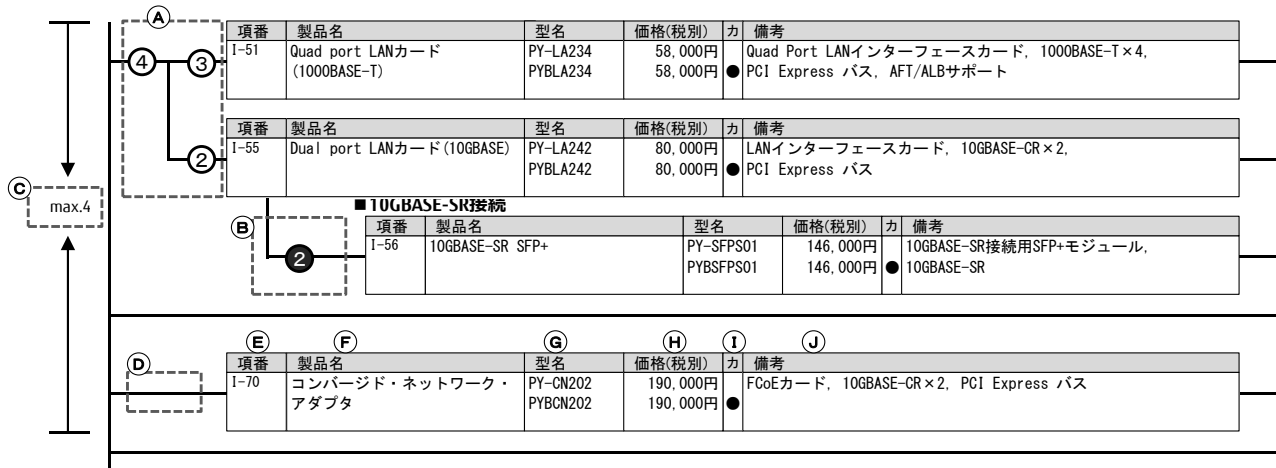 Ⓐ
項番 製品名 型名 価格(税別) カ 備考
④ ③ I-51 Quad port LANカード PY-LA234 58,000円 Quad Port LANインターフェースカード, 1000BASE-T×4,
(1000BASE-T) PYBLA234 58,000円 ● PCI Express バス, AFT/ALBサポート
項番 製品名 型名 価格(税別) カ 備考
② I-55 Dual port LANカード(10GBASE) PY-LA242 80,000円 LANインターフェースカード, 10GBASE-CR×2,
PYBLA242 80,000円 ● PCI Express バス
Ⓒ
max.4
■10GBASE-SR接続
Ⓑ
項番 製品名 型名 価格(税別) カ 備考
❷ I-56 10GBASE-SR SFP+ PY-SFPS01 146,000円 10GBASE-SR接続用SFP+モジュール,
PYBSFPS01 146,000円 ● 10GBASE-SR
Ⓓ Ⓔ Ⓕ Ⓖ Ⓗ Ⓘ Ⓙ
項番 製品名 型名 価格(税別) カ 備考
I-70 コンバージド・ネットワーク・ PY-CN202 190,000円 FCoEカード, 10GBASE-CR×2, PCI Express バス
アダプタ PYBCN202 190,000円 ●